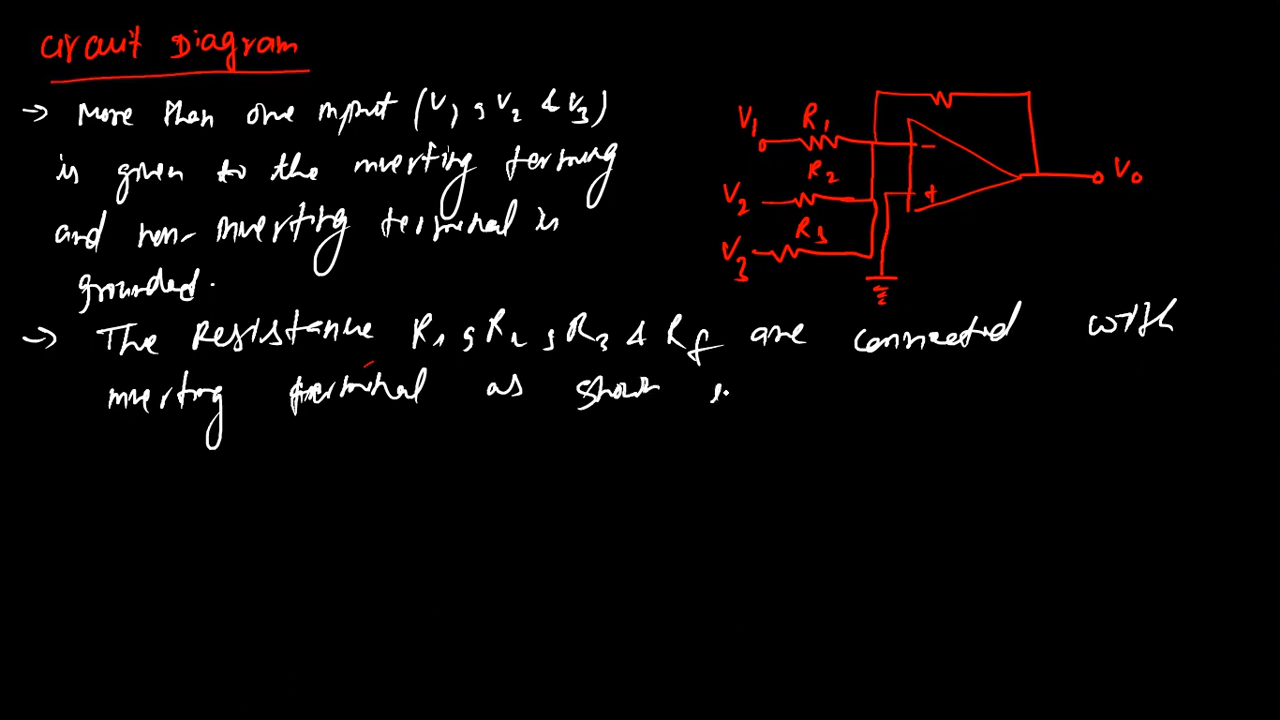 Circuit Diagram
→ More than one input (V1, V2 & V3)
is given to the inverting
and non-inverting terminal is
grounded.
→ The Resistance R1, R2, R3 & Rf are connected with
inverting terminal as shown
V1 R1
R2
V2
R3
V3
-
+
Vo